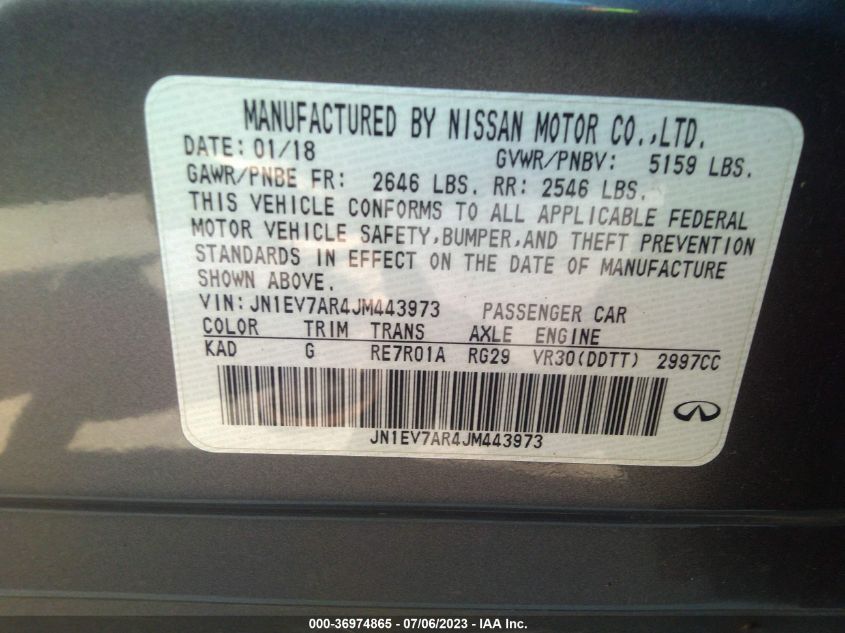 MANUFACTURED BY NISSAN MOTOR CO.,LTD.
DATE: 01/18 GVWR/PNBV: 5159 LBS.
GAWR/PNBE FR: 2646 LBS. RR: 2546 LBS.
THIS VEHICLE CONFORMS TO ALL APPLICABLE FEDERAL
MOTOR VEHICLE SAFETY,BUMPER,AND THEFT PREVENTION
STANDARDS IN EFFECT ON THE DATE OF MANUFACTURE
SHOWN ABOVE.
VIN:JN1EV7AR4JM443973 PASSENGER CAR
COLOR TRIM TRANS AXLE ENGINE
KAD G RE7R01A RG29 VR30(DDTT) 2997CC
JN1EV7AR4JM443973
000-36974865 - 07/06/2023 - IAA Inc.